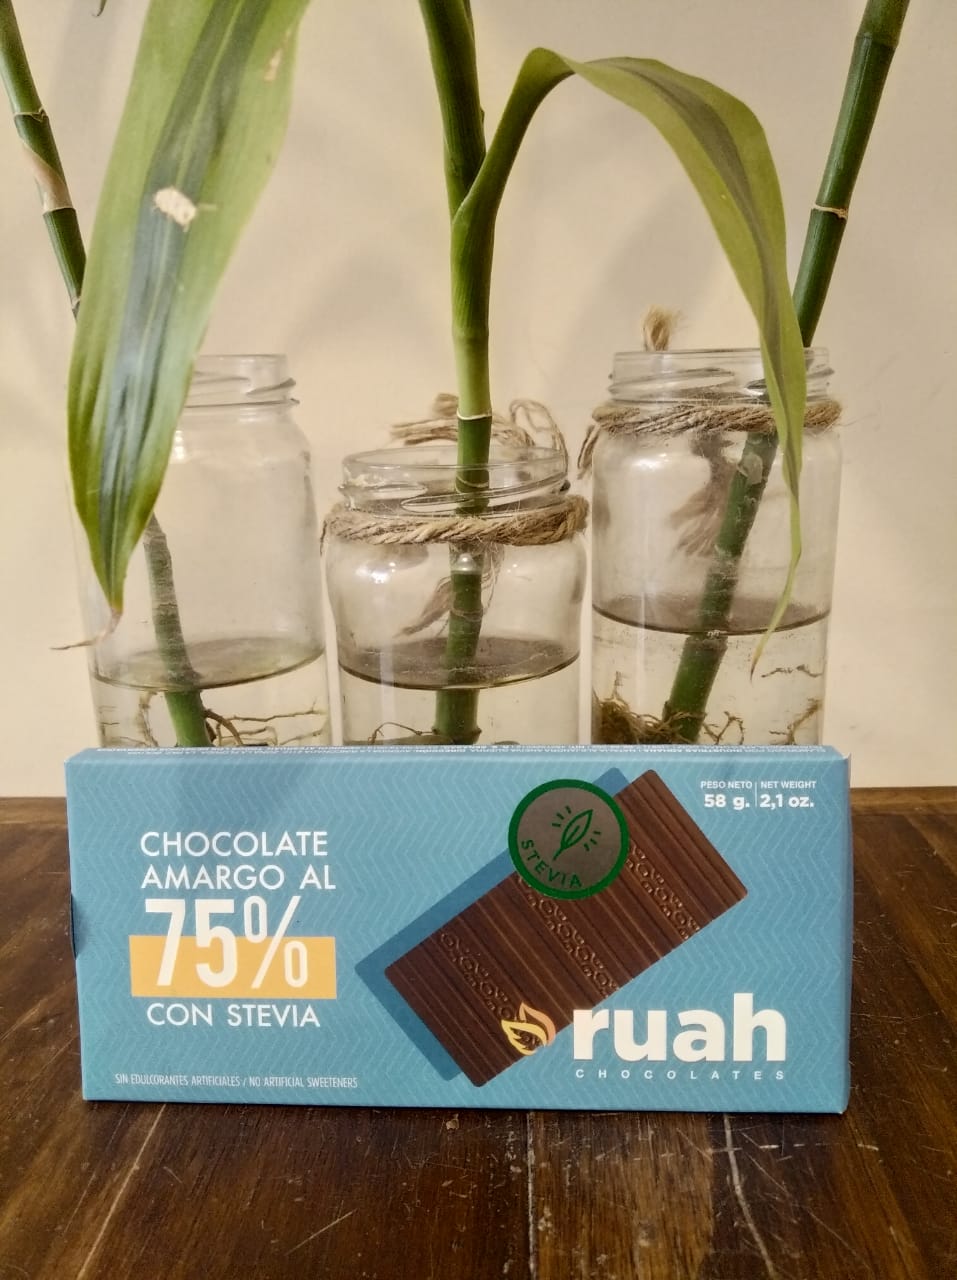 CHOCOLATE
AMARGO AL
75%
CON STEVIA
SIN EDULCORANTES ARTIFICIALES / NO ARTIFICIAL SWEETENERS
STEVIA
PESO NETO | NET WEIGHT
58 g. | 2,1 oz.
ruah
CHOCOLATES